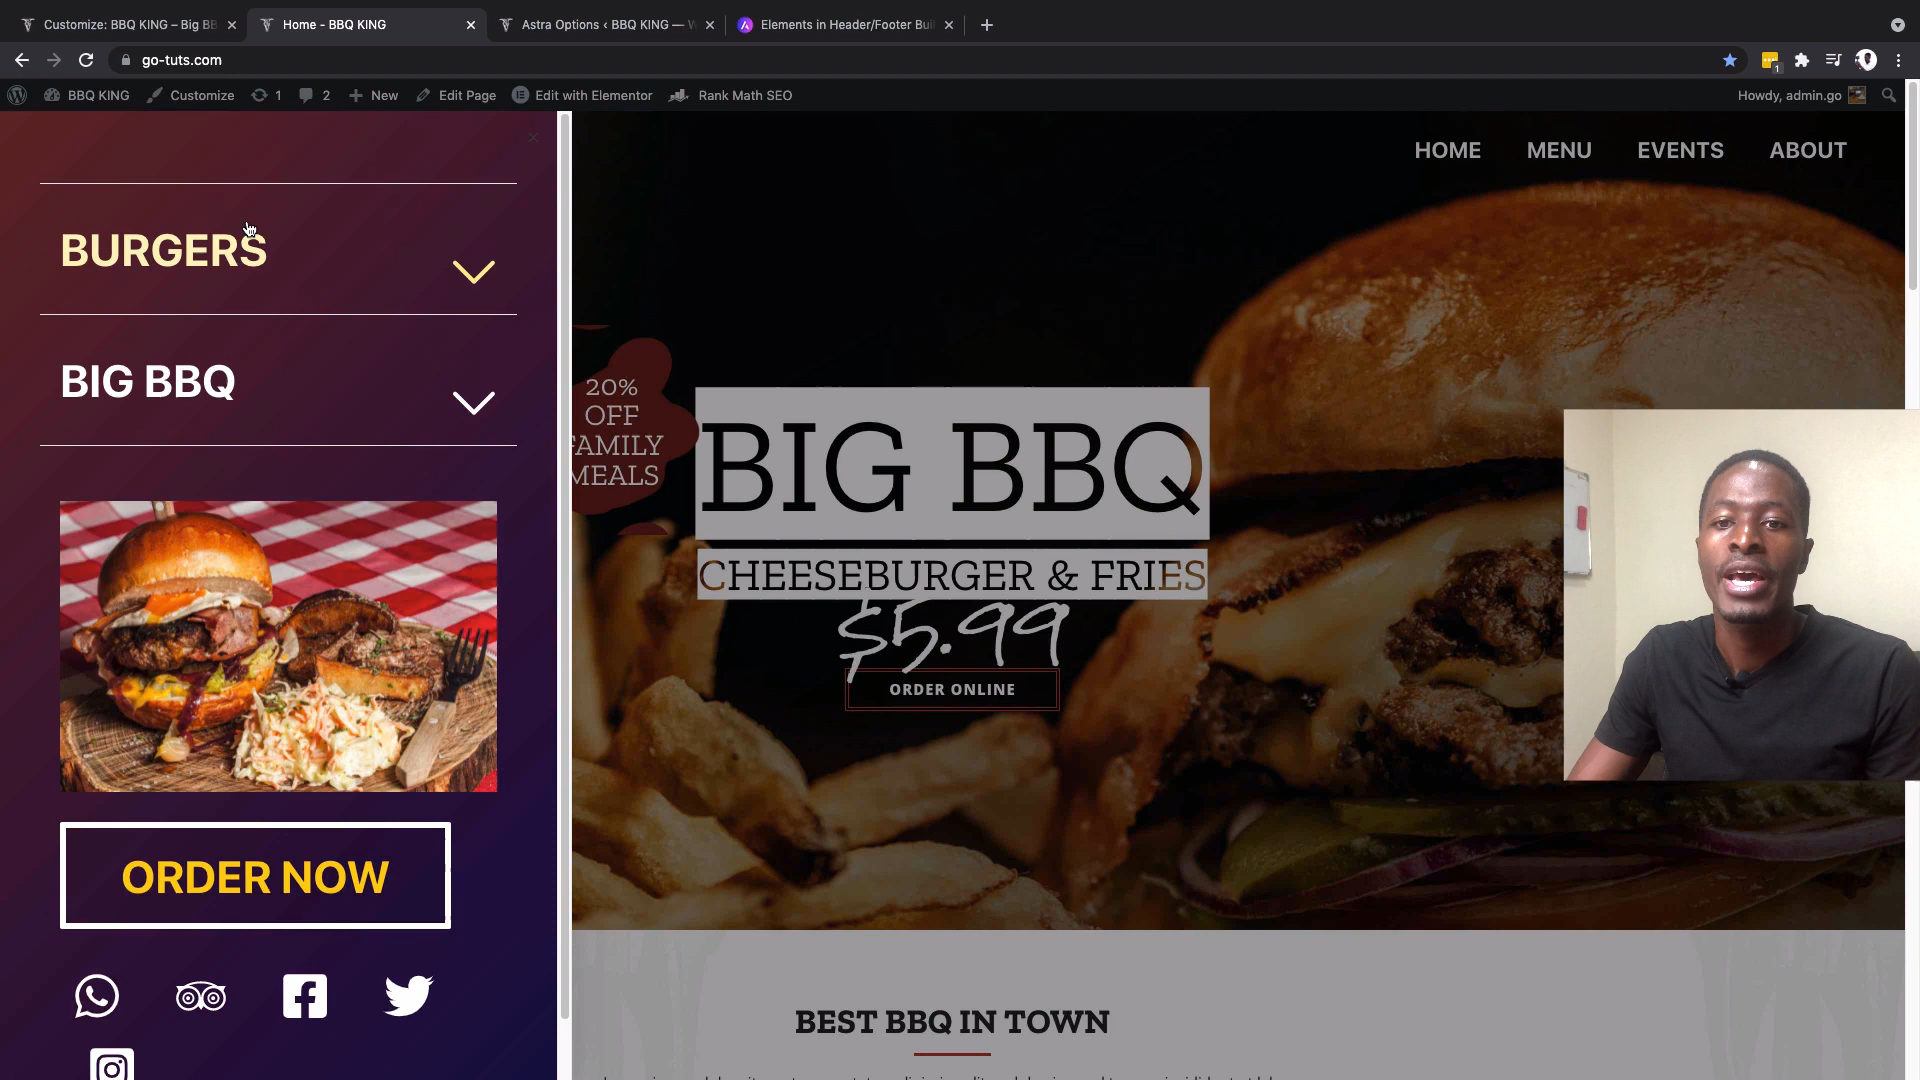 Customize: BBQ KING – Big BB
Home - BBQ KING
Astra Options ‹ BBQ KING —
Elements in Header/Footer Bui
go-tuts.com
1
BBQ KING
Customize
1
2
New
Edit Page
Edit with Elementor
Rank Math SEO
Howdy, admin.go
HOME
MENU
EVENTS
ABOUT
BURGERS
BIG BBQ
ORDER NOW
20%
OFF
FAMILY
MEALS
BIG BBQ
CHEESEBURGER & FRIES
$5.99
ORDER ONLINE
BEST BBQ IN TOWN